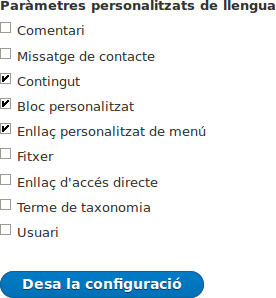 Paràmetres personalitzats de llengua
Comentari
Missatge de contacte
Contingut
Bloc personalitzat
Enllaç personalitzat de menú
Fitxer
Enllaç d'accés directe
Terme de taxonomia
Usuari
Desa la configuració